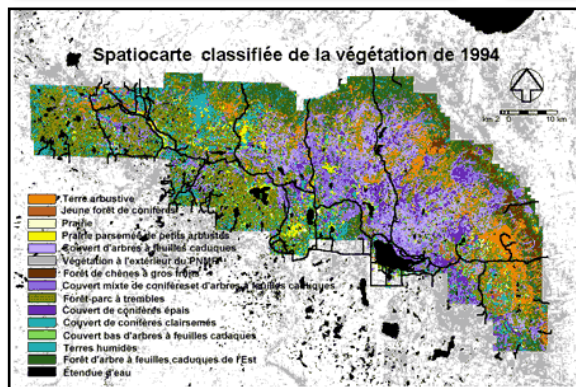 Spatiocarte classifiée de la végétation de 1994
km 2 0 10 km
Terre arbustive
Jeune forêt de conifères
Prairie
Prairie parsemée de petits arbustes
Couvert d'arbres à feuilles caduques
Végétation à l'extérieur du PNMR
Forêt de chênes à gros fruits
Couvert mixte de conifèreset d'arbres à feuilles caduques
Forêt-parc à trembles
Couvert de conifères épais
Couvert de conifères clairsemés
Couvert bas d'arbres à feuilles cadaques
Terres humides
Forêt d'arbre à feuilles caduques de l'Est
Étendue d'eau